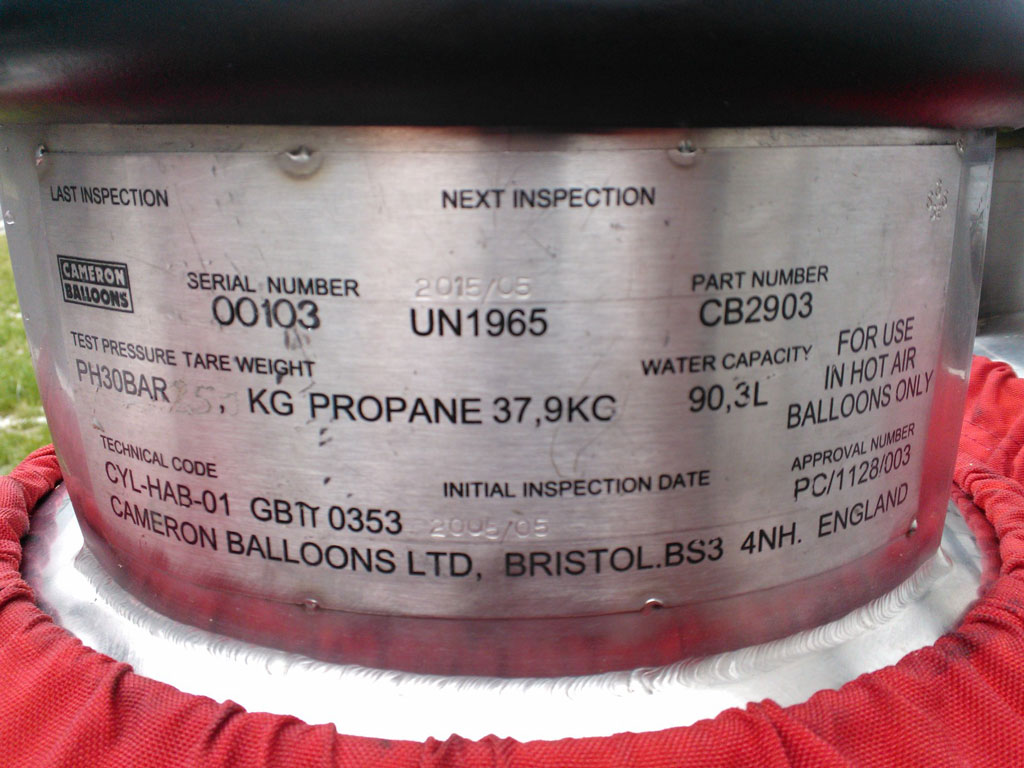 LAST INSPECTION NEXT INSPECTION
CAMERON
BALLOONS
SERIAL NUMBER 2015/05 PART NUMBER
00103 UN1965 CB2903
TEST PRESSURE TARE WEIGHT WATER CAPACITY
PH30BAR 25, KG PROPANE 37,9KG 90,3L
FOR USE
IN HOT AIR
BALLOONS ONLY
TECHNICAL CODE INITIAL INSPECTION DATE APPROVAL NUMBER
CYL-HAB-01 GBπ 0353 2005/05 PC/1128/003
CAMERON BALLOONS LTD, BRISTOL.BS3 4NH. ENGLAND